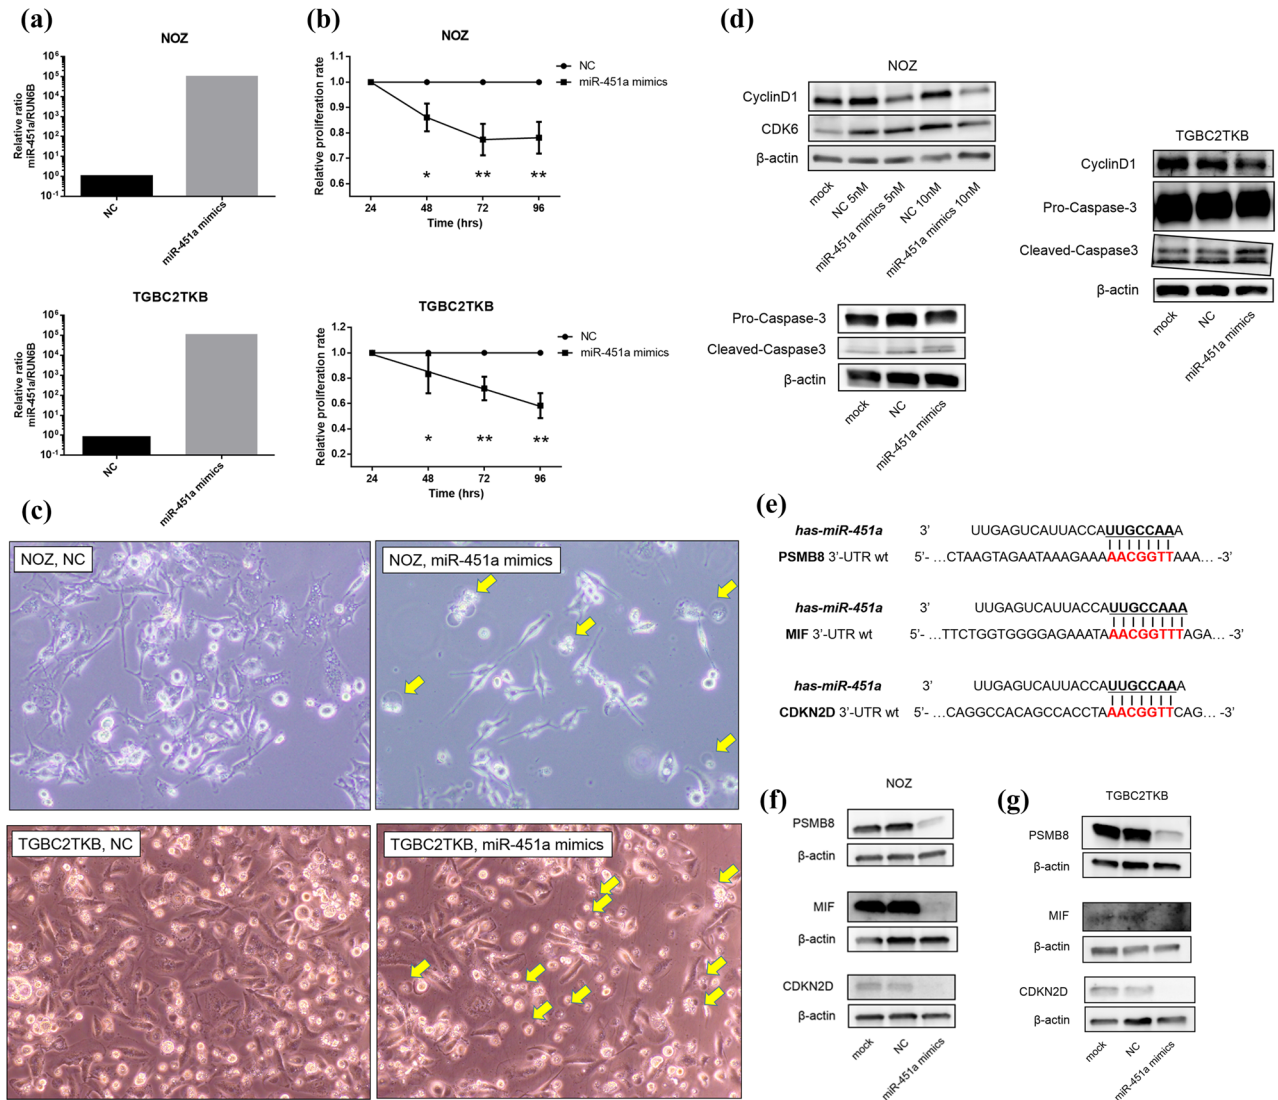 (a)
NOZ
10⁶
10⁵
10⁴
10³
10²
10¹
10⁰
10⁻¹
Relative ratio
miR-451a/RUN6B
NC
miR-451a mimics
TGBC2TKB
10⁶
10⁵
10⁴
10³
10²
10¹
10⁰
10⁻¹
Relative ratio
miR-451a/RUN6B
NC
miR-451a mimics
(b)
NOZ
1.1
1.0
0.9
0.8
0.7
0.6
Relative proliferation rate
NC
miR-451a mimics
* ** **
24 48 72 96
Time (hrs)
TGBC2TKB
1.2
1.0
0.8
0.6
0.4
0.2
Relative proliferation rate
NC
miR-451a mimics
* ** **
24 48 72 96
Time (hrs)
(c)
NOZ, NC
NOZ, miR-451a mimics
TGBC2TKB, NC
TGBC2TKB, miR-451a mimics
(d)
NOZ
CyclinD1
CDK6
β-actin
mock
NC 5nM
miR-451a mimics 5nM
NC 10nM
miR-451a mimics 10nM
Pro-Caspase-3
Cleaved-Caspase3
β-actin
mock
NC
miR-451a mimics
TGBC2TKB
CyclinD1
Pro-Caspase-3
Cleaved-Caspase3
β-actin
mock
NC
miR-451a mimics
(e)
has-miR-451a 3' UUGAGUCAUUACCAUUGCCAAA
PSMB8 3'-UTR wt 5'- ...CTAAGTAGAATAAAGAAAAACGGTTAAA... -3'
has-miR-451a 3' UUGAGUCAUUACCAUUGCCAAA
MIF 3'-UTR wt 5'- ...TTCTGGTGGGGAGAAATAAACGGTTTAGA... -3'
has-miR-451a 3' UUGAGUCAUUACCAUUGCCAAA
CDKN2D 3'-UTR wt 5'- ...CAGGCCACAGCCACCTAAACGGTTCAG... -3'
(f)
NOZ
PSMB8
β-actin
MIF
β-actin
CDKN2D
β-actin
mock
NC
miR-451a mimics
(g)
TGBC2TKB
PSMB8
β-actin
MIF
β-actin
CDKN2D
β-actin
mock
NC
miR-451a mimics